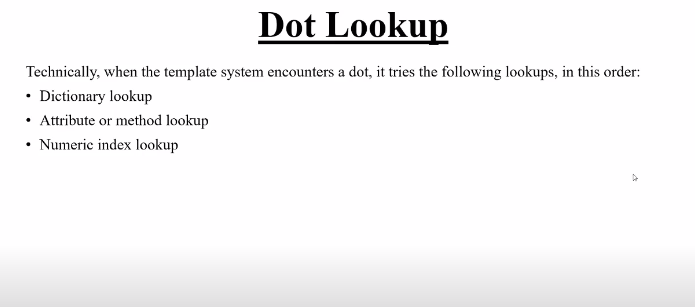 Dot Lookup
Technically, when the template system encounters a dot, it tries the following lookups, in this order:
• Dictionary lookup
• Attribute or method lookup
• Numeric index lookup